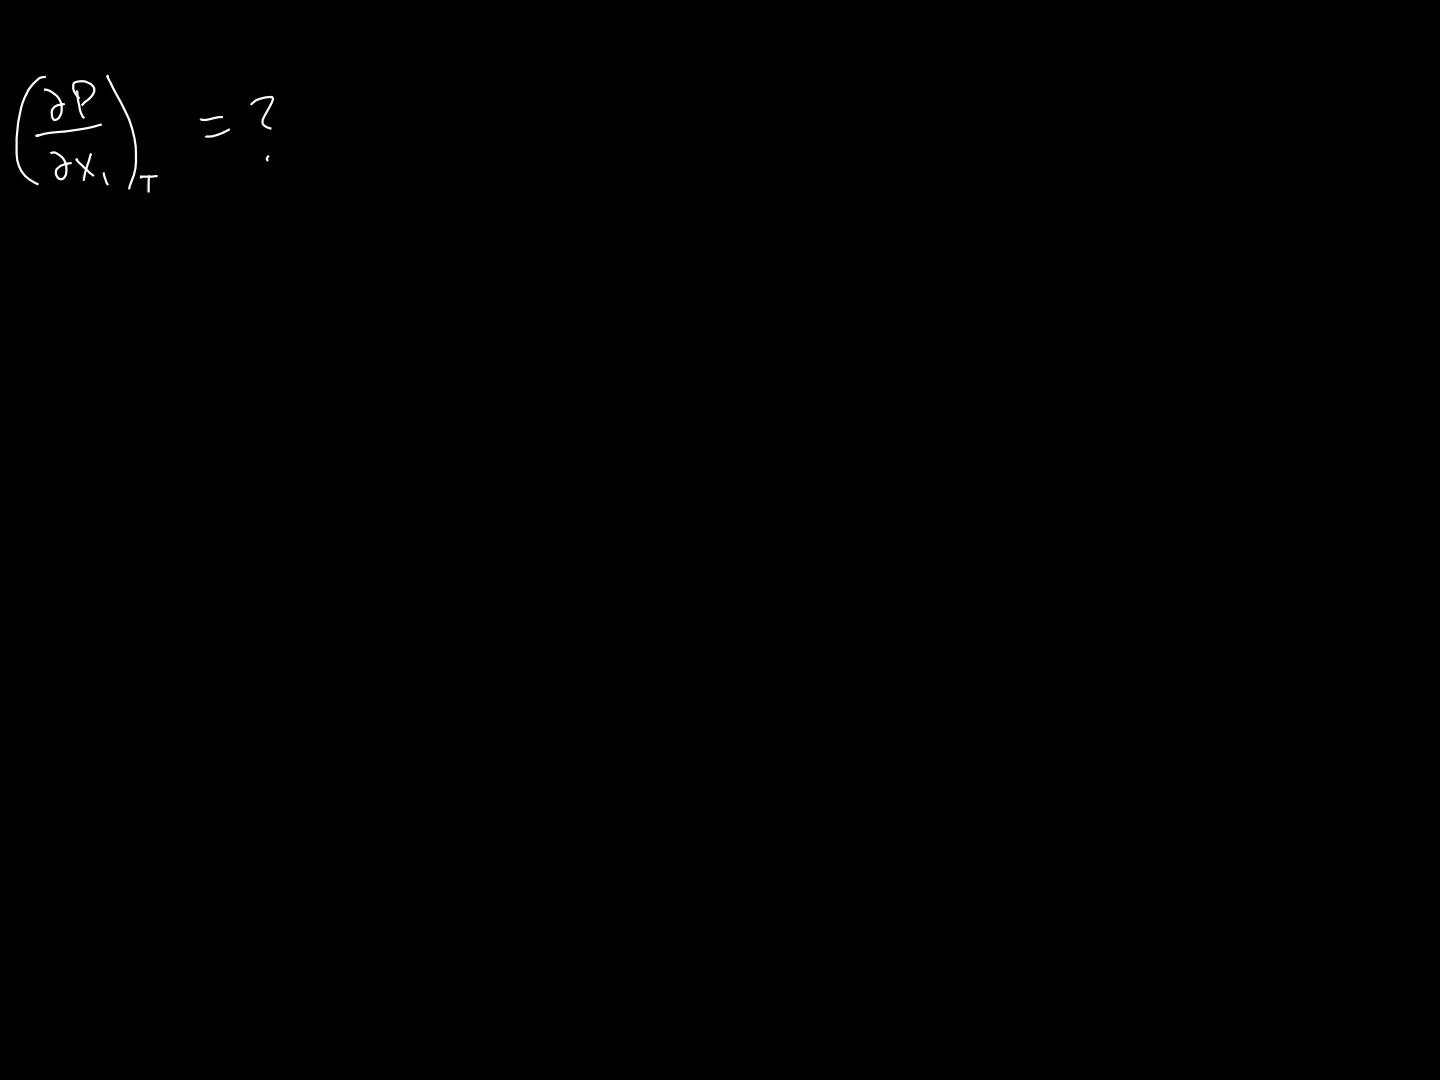 (∂P/∂x₁)_T = ?